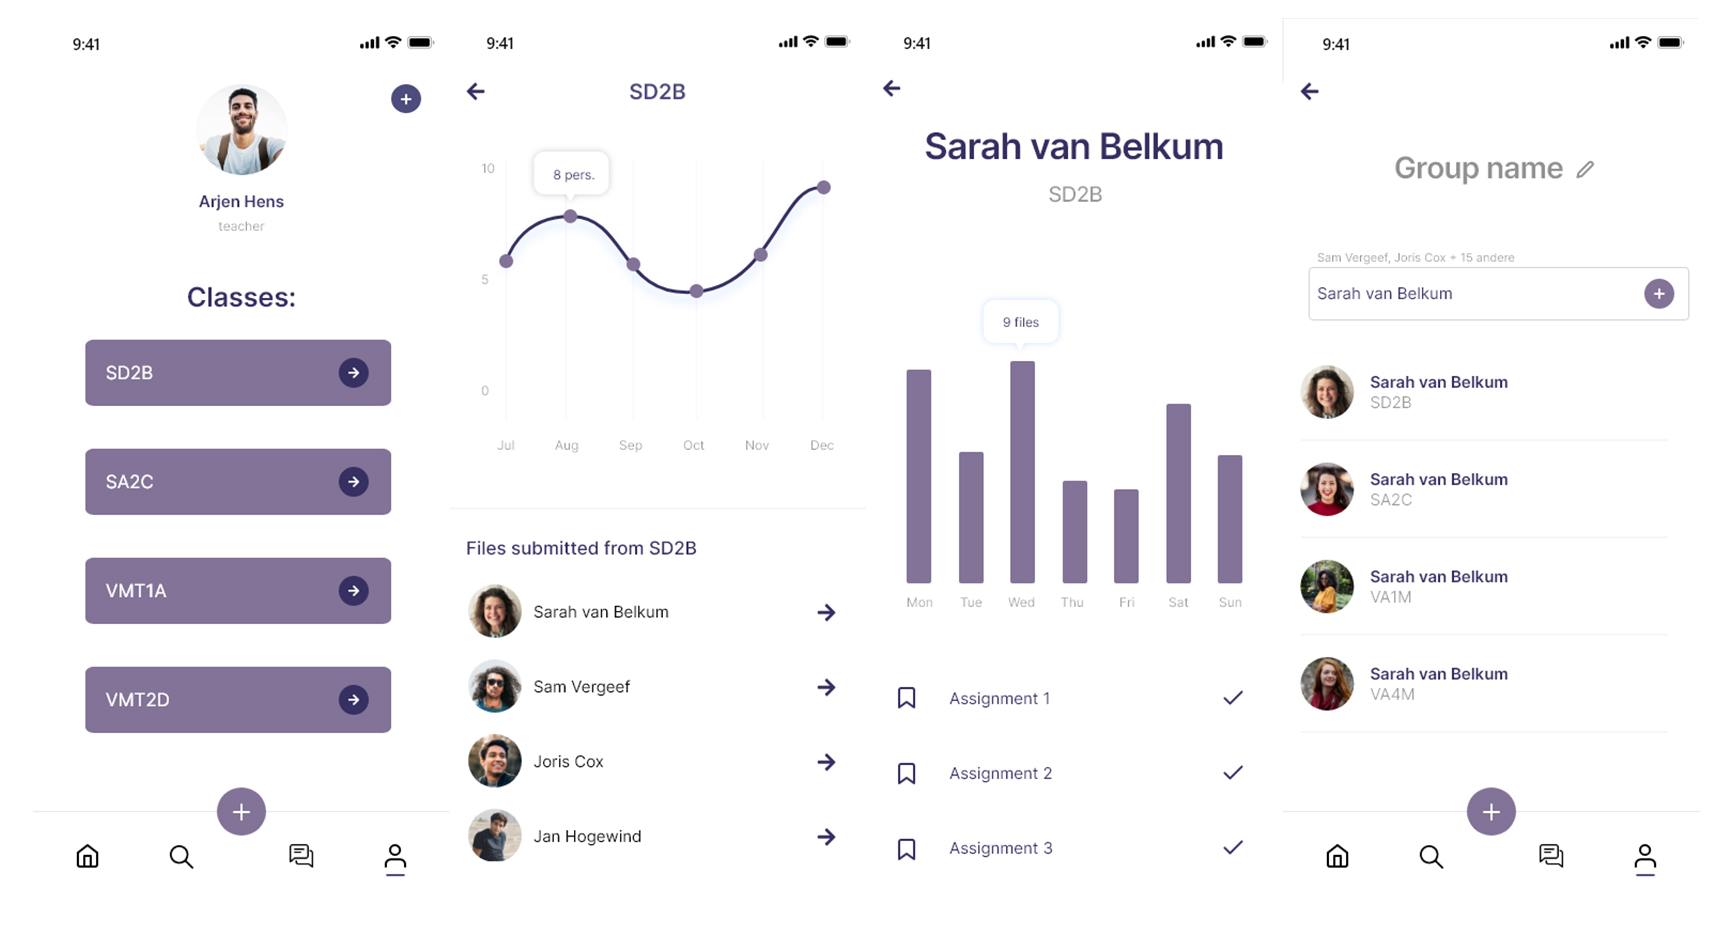 9:41
Arjen Hens
teacher
Classes:
SD2B
SA2C
VMT1A
VMT2D
9:41
SD2B
10
8 pers.
5
0
Jul Aug Sep Oct Nov Dec
Files submitted from SD2B
Sarah van Belkum
Sam Vergeef
Joris Cox
Jan Hogewind
9:41
Sarah van Belkum
SD2B
9 files
Mon Tue Wed Thu Fri Sat Sun
Assignment 1
Assignment 2
Assignment 3
9:41
Group name
Sam Vergeef, Joris Cox + 15 andere
Sarah van Belkum
Sarah van Belkum
SD2B
Sarah van Belkum
SA2C
Sarah van Belkum
VA1M
Sarah van Belkum
VA4M